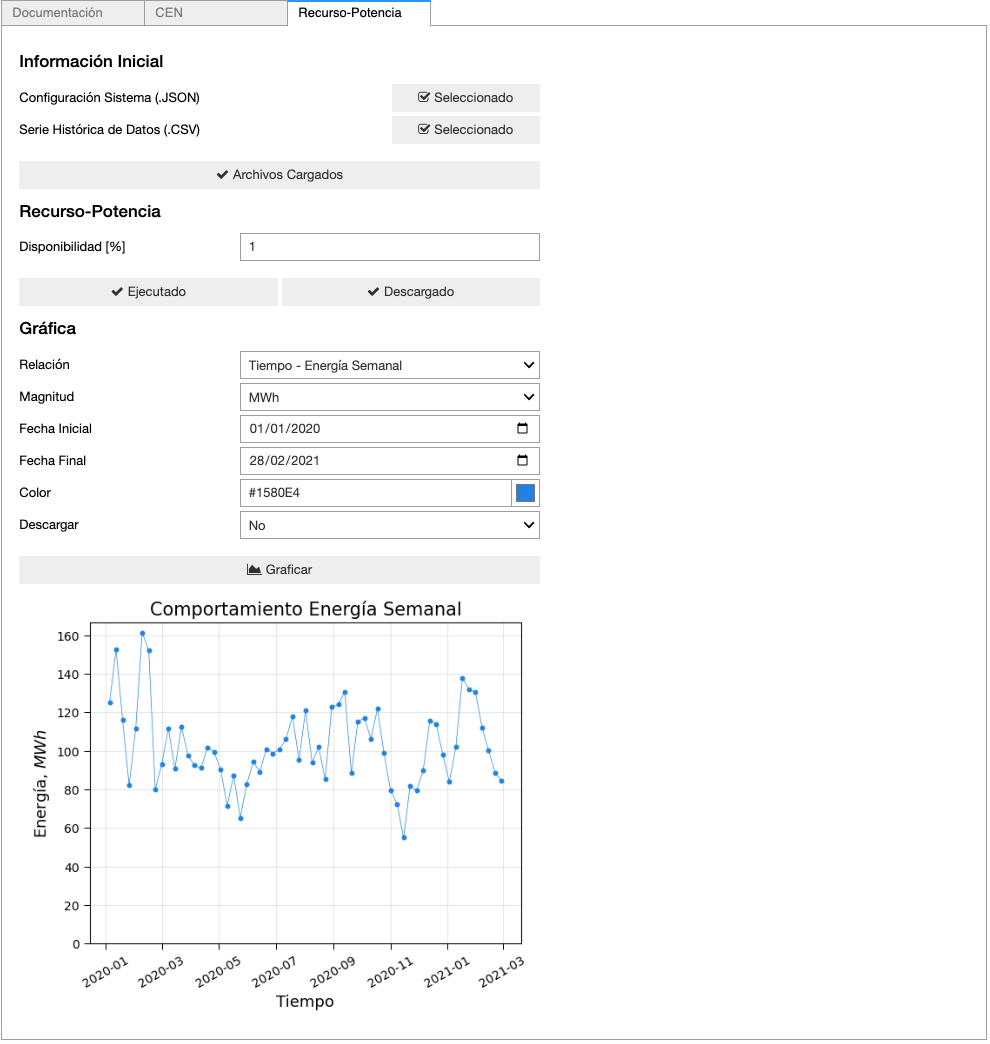 Documentación CEN Recurso-Potencia
Información Inicial
Configuración Sistema (.JSON) Seleccionado
Serie Histórica de Datos (.CSV) Seleccionado
Archivos Cargados
Recurso-Potencia
Disponibilidad [%] 1
Ejecutado Descargado
Gráfica
Relación Tiempo - Energía Semanal
Magnitud MWh
Fecha Inicial 01/01/2020
Fecha Final 28/02/2021
Color #1580E4
Descargar No
Graficar
Comportamiento Energía Semanal
160
140
120
100
80
60
40
20
0
Energía, MWh
2020-01 2020-03 2020-05 2020-07 2020-09 2020-11 2021-01 2021-03
Tiempo